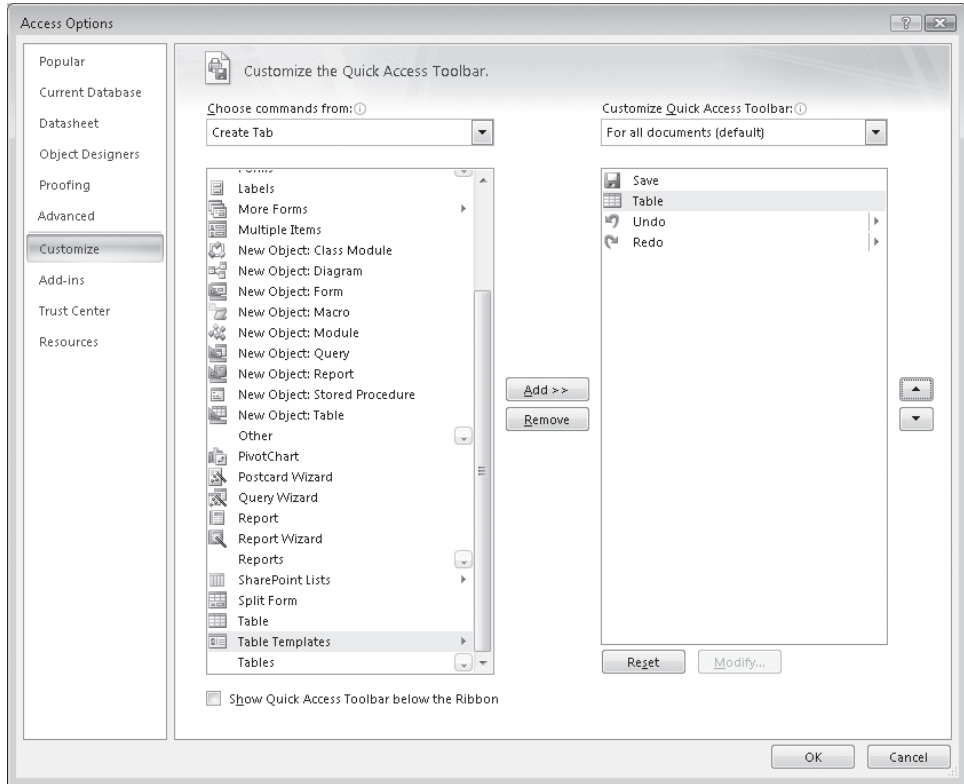 Access Options
Popular
Current Database
Datasheet
Object Designers
Proofing
Advanced
Customize
Add-ins
Trust Center
Resources
Customize the Quick Access Toolbar.
Choose commands from:
Create Tab
Labels
More Forms
Multiple Items
New Object: Class Module
New Object: Diagram
New Object: Form
New Object: Macro
New Object: Module
New Object: Query
New Object: Report
New Object: Stored Procedure
New Object: Table
Other
PivotChart
Postcard Wizard
Query Wizard
Report
Report Wizard
Reports
SharePoint Lists
Split Form
Table
Table Templates
Tables
Show Quick Access Toolbar below the Ribbon
Add >>
Remove
Customize Quick Access Toolbar:
For all documents (default)
Save
Table
Undo
Redo
Reset
Modify...
OK
Cancel